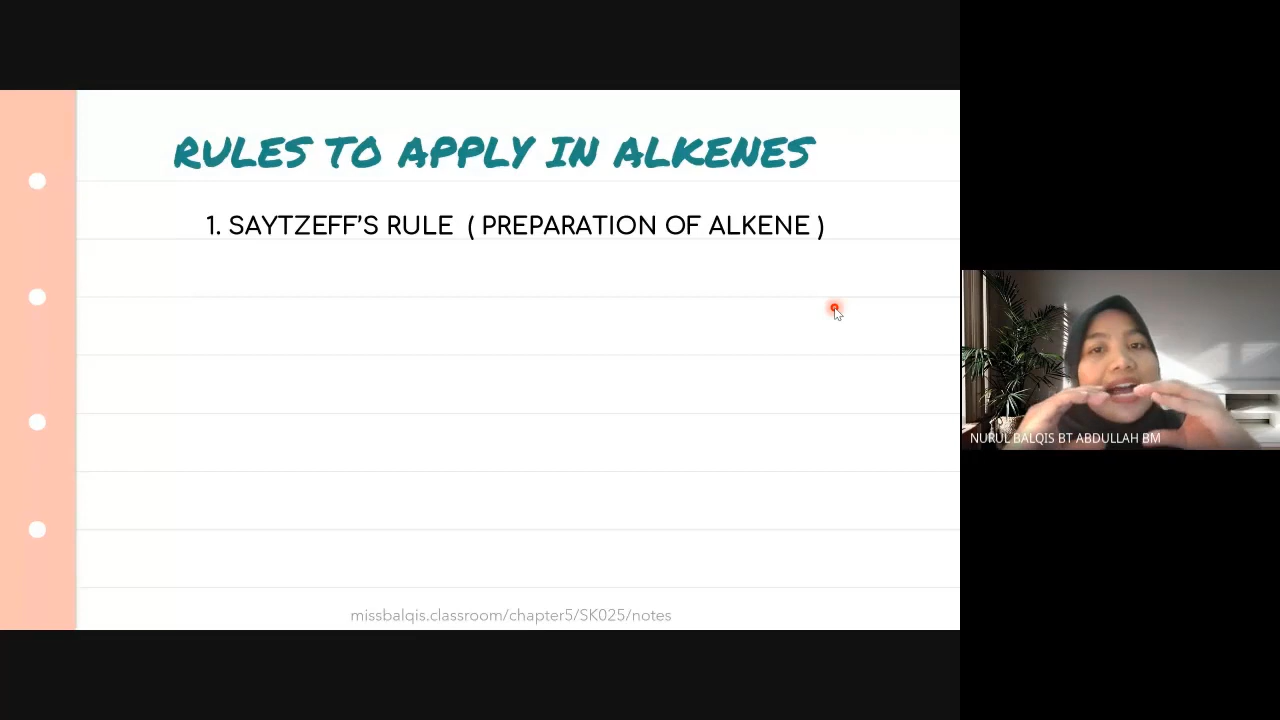 RULES TO APPLY IN ALKENES
1. SAYTZEFF’S RULE ( PREPARATION OF ALKENE )
NURUL BALQIS BT ABDULLAH BM
missbalqis.classroom/chapter5/SK025/notes